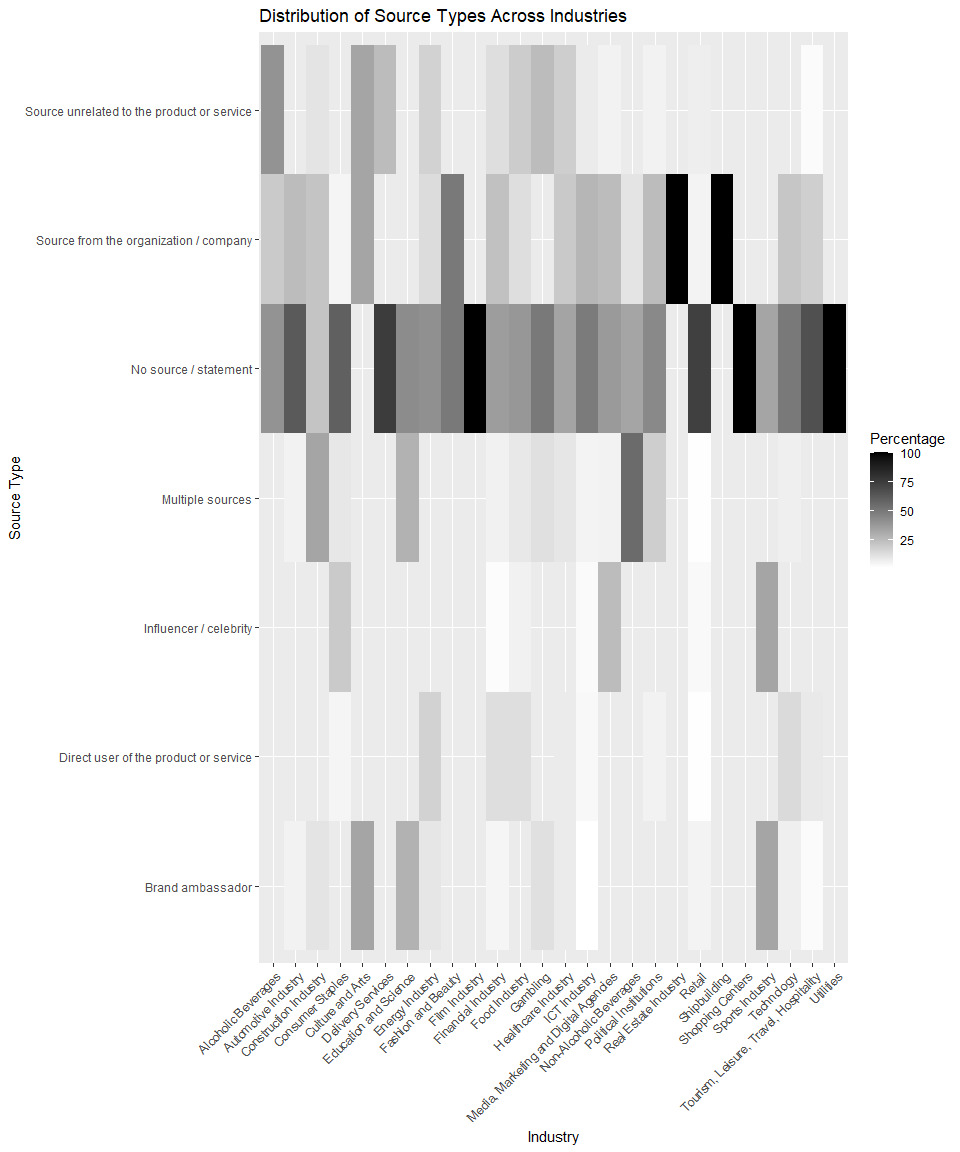 Distribution of Source Types Across Industries
Source unrelated to the product or service
Source from the organization / company
No source / statement
Multiple sources
Influencer / celebrity
Direct user of the product or service
Brand ambassador
Source Type
Alcoholic Beverages
Automotive Industry
Construction Industry
Consumer Staples
Culture and Arts
Delivery Services
Education and Science
Energy Industry
Fashion and Beauty
Film Industry
Financial Industry
Food Industry
Gambling
Healthcare Industry
ICT Industry
Media, Marketing and Digital Agencies
Non-Alcoholic Beverages
Political Institutions
Real Estate Industry
Retail
Shipbuilding
Shopping Centers
Sports Industry
Technology
Tourism, Leisure, Travel, Hospitality
Utilities
Industry
Percentage
100
75
50
25